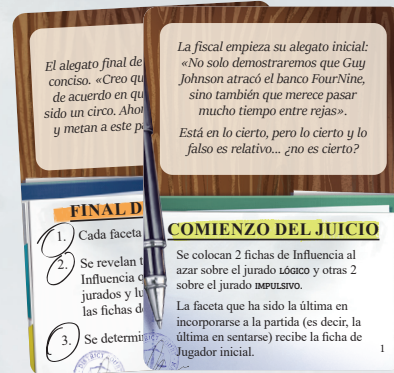 El alegato final de
conciso. «Creo qu
de acuerdo en qu
sido un circo. Aho
y metan a este p
FINAL D
1. Cada faceta
2. Se revelan t
Influencia o
jurados y lu
las fichas d
3. Se determi
La fiscal empieza su alegato inicial:
«No solo demostraremos que Guy
Johnson atracó el banco FourNine,
sino también que merece pasar
mucho tiempo entre rejas».
Está en lo cierto, pero lo cierto y lo
falso es relativo... ¿no es cierto?
COMIENZO DEL JUICIO
Se colocan 2 fichas de Influencia al
azar sobre el jurado LÓGICO y otras 2
sobre el jurado IMPULSIVO.
La faceta que ha sido la última en
incorporarse a la partida (es decir, la
última en sentarse) recibe la ficha de
Jugador inicial.
1